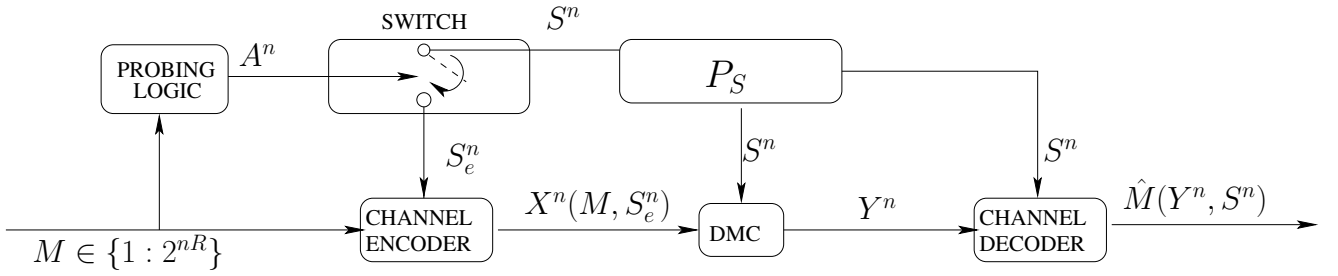 SWITCH
S^n
PROBING
LOGIC
A^n
P_S
S_e^n
S^n
S^n
M ∈ {1 : 2^{nR}}
CHANNEL
ENCODER
X^n(M, S_e^n)
DMC
Y^n
CHANNEL
DECODER
\hat{M}(Y^n, S^n)